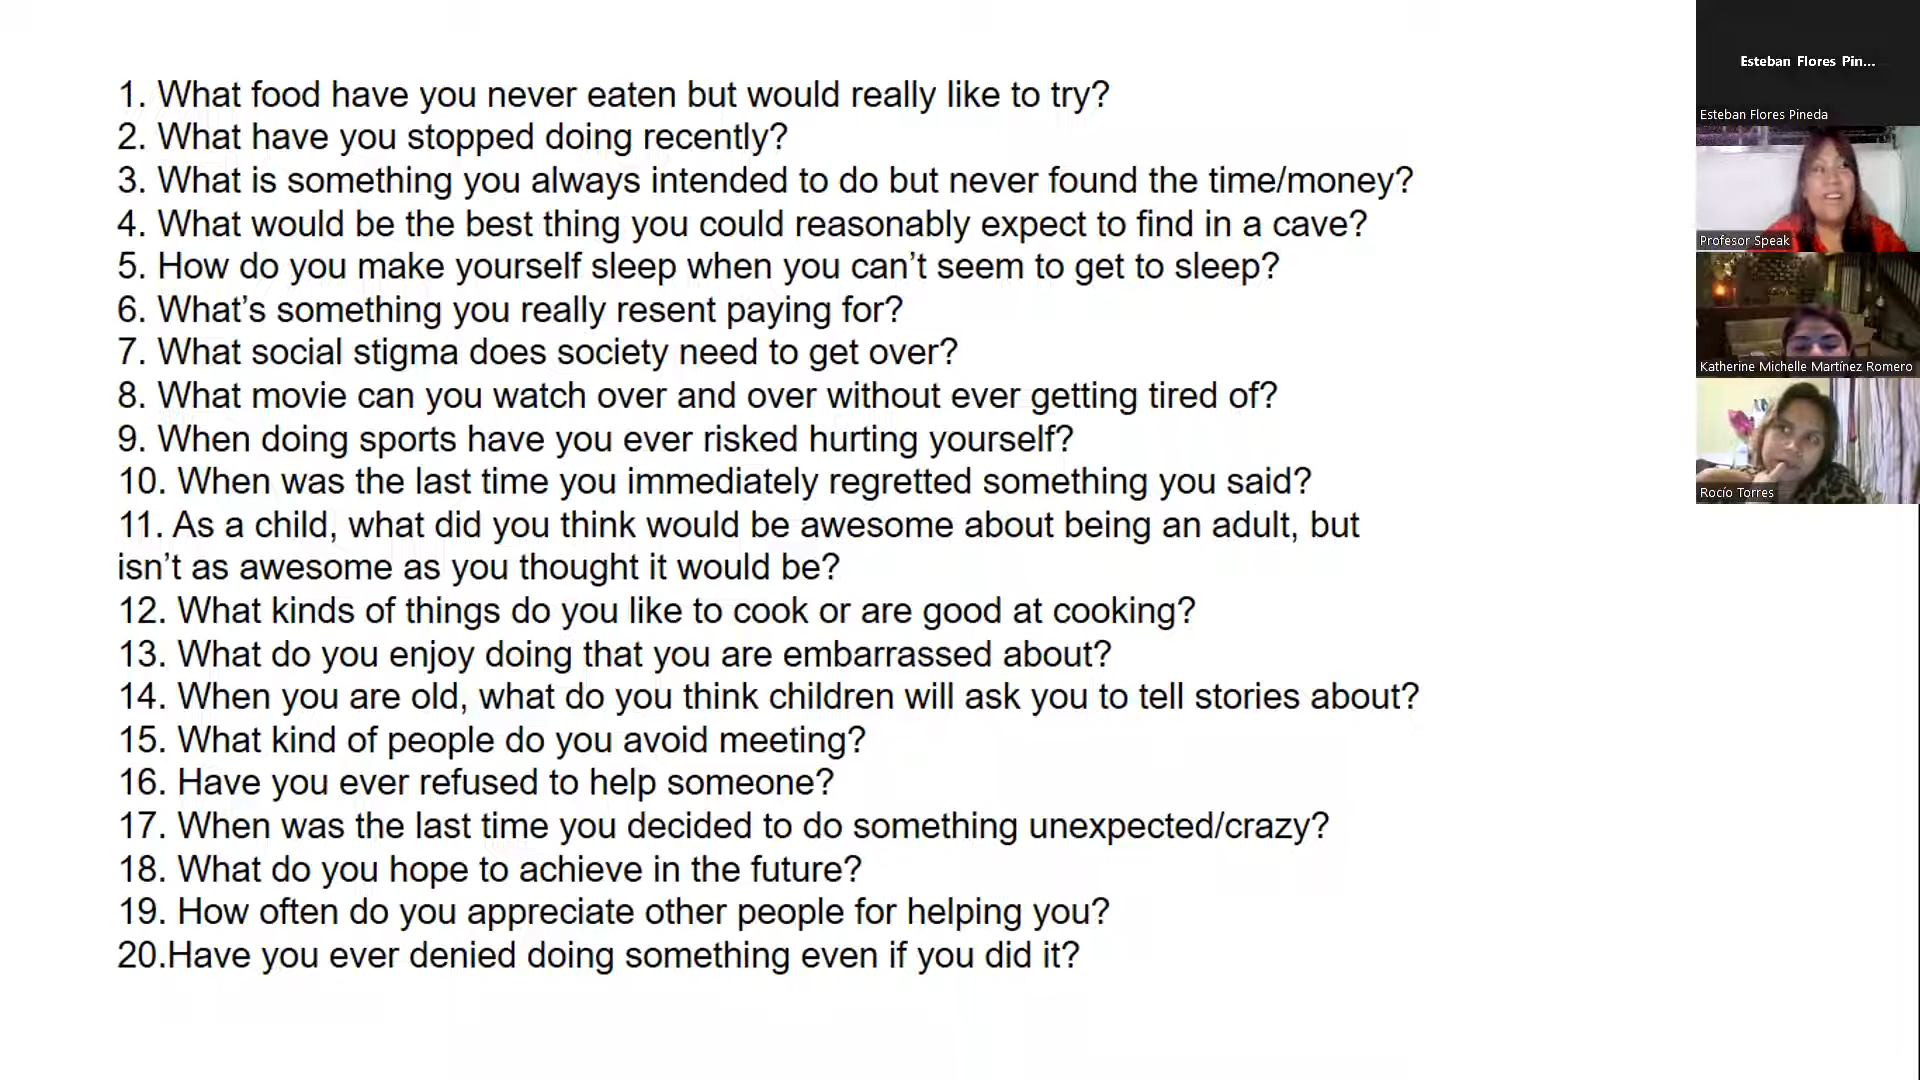 1. What food have you never eaten but would really like to try?
2. What have you stopped doing recently?
3. What is something you always intended to do but never found the time/money?
4. What would be the best thing you could reasonably expect to find in a cave?
5. How do you make yourself sleep when you can’t seem to get to sleep?
6. What’s something you really resent paying for?
7. What social stigma does society need to get over?
8. What movie can you watch over and over without ever getting tired of?
9. When doing sports have you ever risked hurting yourself?
10. When was the last time you immediately regretted something you said?
11. As a child, what did you think would be awesome about being an adult, but
isn’t as awesome as you thought it would be?
12. What kinds of things do you like to cook or are good at cooking?
13. What do you enjoy doing that you are embarrassed about?
14. When you are old, what do you think children will ask you to tell stories about?
15. What kind of people do you avoid meeting?
16. Have you ever refused to help someone?
17. When was the last time you decided to do something unexpected/crazy?
18. What do you hope to achieve in the future?
19. How often do you appreciate other people for helping you?
20.Have you ever denied doing something even if you did it?
Esteban Flores Pin...
Esteban Flores Pineda
Profesor Speak
Katherine Michelle Martínez Romero
Rocío Torres